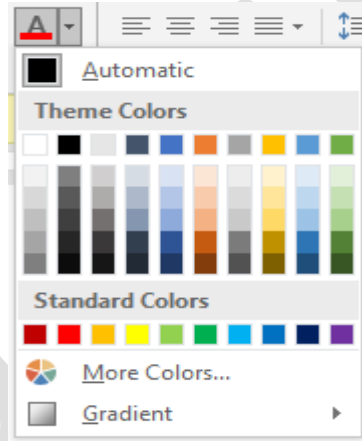 A
Automatic
Theme Colors
Standard Colors
More Colors...
Gradient